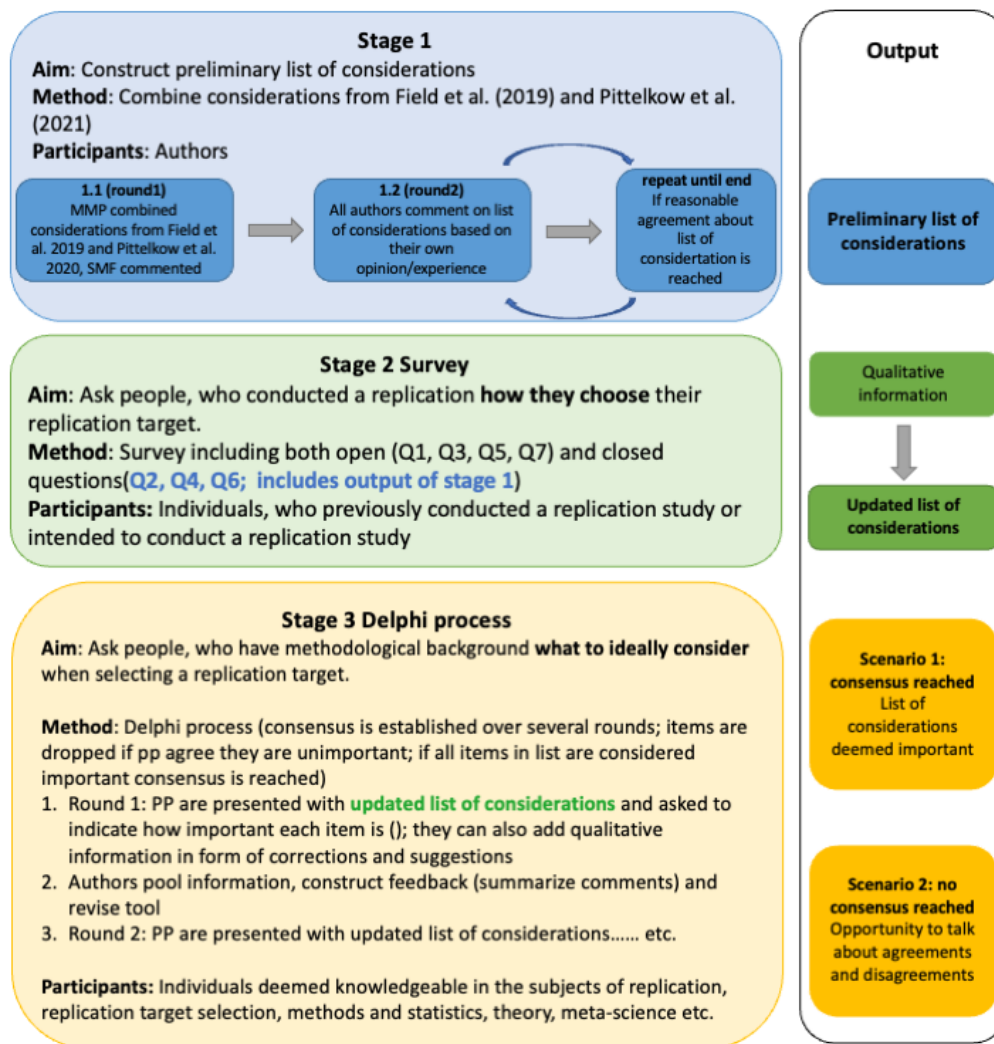 Stage 1
Aim: Construct preliminary list of considerations
Method: Combine considerations from Field et al. (2019) and Pittelkow et al.
(2021)
Participants: Authors
1.1 (round1)
MMP combined
considerations from Field et
al. 2019 and Pittelkow et al.
2020, SMF commented
1.2 (round2)
All authors comment on list
of considerations based on
their own
opinion/experience
repeat until end
If reasonable
agreement about
list of
considertation is
reached
Stage 2 Survey
Aim: Ask people, who conducted a replication how they choose their
replication target.
Method: Survey including both open (Q1, Q3, Q5, Q7) and closed
questions(Q2, Q4, Q6; includes output of stage 1)
Participants: Individuals, who previously conducted a replication study or
intended to conduct a replication study
Stage 3 Delphi process
Aim: Ask people, who have methodological background what to ideally consider
when selecting a replication target.
Method: Delphi process (consensus is established over several rounds; items are
dropped if pp agree they are unimportant; if all items in list are considered
important consensus is reached)
1. Round 1: PP are presented with updated list of considerations and asked to
indicate how important each item is (); they can also add qualitative
information in form of corrections and suggestions
2. Authors pool information, construct feedback (summarize comments) and
revise tool
3. Round 2: PP are presented with updated list of considerations...... etc.
Participants: Individuals deemed knowledgeable in the subjects of replication,
replication target selection, methods and statistics, theory, meta-science etc.
Output
Preliminary list of
considerations
Qualitative
information
Updated list of
considerations
Scenario 1:
consensus reached
List of
considerations
deemed important
Scenario 2: no
consensus reached
Opportunity to talk
about agreements
and disagreements